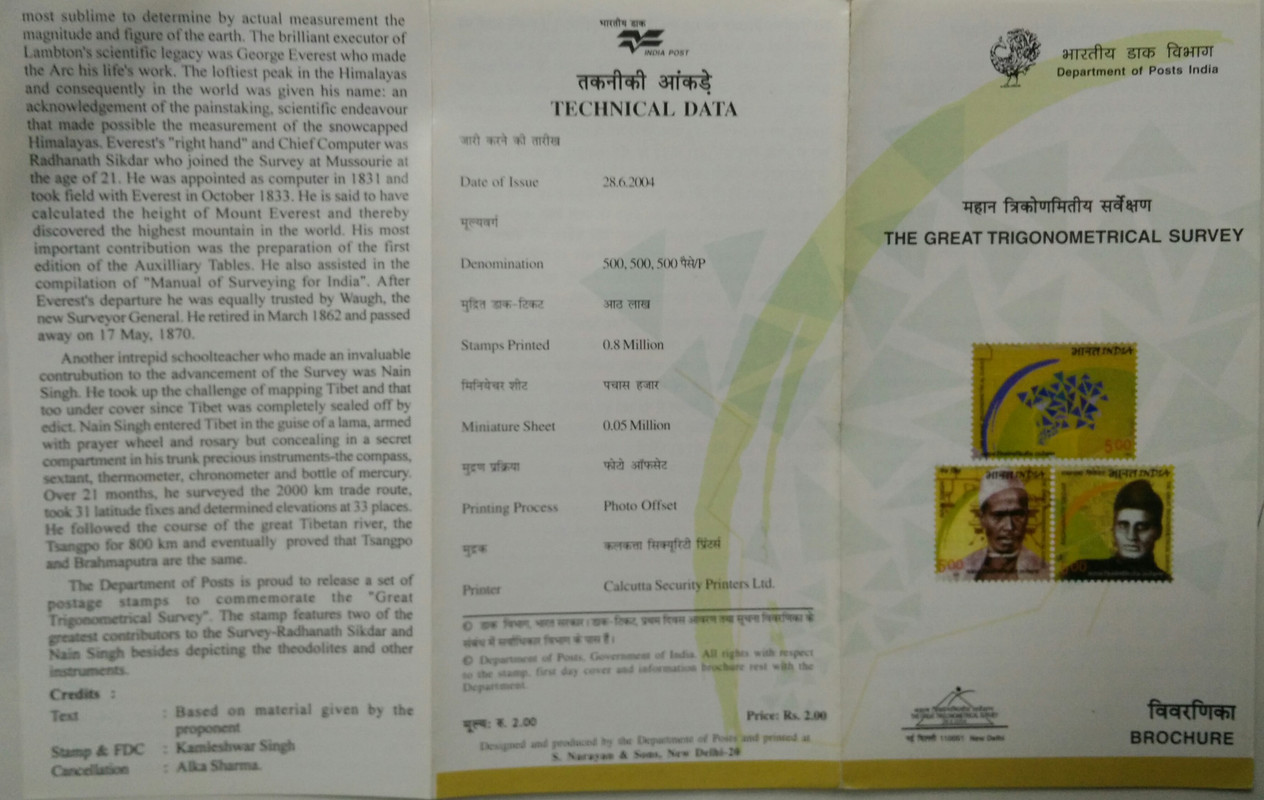 most sublime to determine by actual measurement the
magnitude and figure of the earth. The brilliant executor of
Lambton's scientific legacy was George Everest who made
the Arc his life's work. The loftiest peak in the Himalayas
and consequently in the world was given his name: an
acknowledgement of the painstaking, scientific endeavour
that made possible the measurement of the snowcapped
Himalayas. Everest's "right hand" and Chief Computer was
Radhanath Sikdar who joined the Survey at Mussourie at
the age of 21. He was appointed as computer in 1831 and
took field with Everest in October 1833. He is said to have
calculated the height of Mount Everest and thereby
discovered the highest mountain in the world. His most
important contribution was the preparation of the first
edition of the Auxilliary Tables. He also assisted in the
compilation of "Manual of Surveying for India". After
Everest's departure he was equally trusted by Waugh, the
new Surveyor General. He retired in March 1862 and passed
away on 17 May, 1870.
Another intrepid schoolteacher who made an invaluable
contrubution to the advancement of the Survey was Nain
Singh. He took up the challenge of mapping Tibet and that
too under cover since Tibet was completely sealed off by
edict. Nain Singh entered Tibet in the guise of a lama, armed
with prayer wheel and rosary but concealing in a secret
compartment in his trunk precious instruments-the compass,
sextant, thermometer, chronometer and bottle of mercury.
Over 21 months, he surveyed the 2000 km trade route,
took 31 latitude fixes and determined elevations at 33 places.
He followed the course of the great Tibetan river, the
Tsangpo for 800 km and eventually proved that Tsangpo
and Brahmaputra are the same.
The Department of Posts is proud to release a set of
postage stamps to commemorate the "Great
Trigonometrical Survey". The stamp features two of the
greatest contributors to the Survey-Radhanath Sikdar and
Nain Singh besides depicting the theodolites and other
instruments.
Credits :
Text : Based on material given by the
proponent
Stamp & FDC : Kamleshwar Singh
Cancellation : Alka Sharma.
भारतीय डाक
INDIA POST
तकनीकी आंकड़े
TECHNICAL DATA
जारी करने की तारीख
Date of Issue 28.6.2004
मूल्यवर्ग
Denomination 500, 500, 500 पैसे/P
मुद्रित डाक-टिकट आठ लाख
Stamps Printed 0.8 Million
मिनियेचर शीट पचास हजार
Miniature Sheet 0.05 Million
मुद्रण प्रक्रिया फोटो ऑफसेट
Printing Process Photo Offset
मुद्रक कलकत्ता सिक्यूरिटी प्रिंटर्स
Printer Calcutta Security Printers Ltd.
© डाक विभाग, भारत सरकार। डाक-टिकट, प्रथम दिवस आवरण तथा सूचना विवरणिका के
संबंध में सर्वाधिकार विभाग के पास हैं।
© Department of Posts, Government of India. All rights with respect
to the stamp, first day cover and information brochure rest with the
Department.
मूल्य: रु. 2.00 Price: Rs. 2.00
Designed and produced by the Department of Posts and printed at
S. Narayan & Sons, New Delhi-20
भारतीय डाक विभाग
Department of Posts India
महान त्रिकोणमितीय सर्वेक्षण
THE GREAT TRIGONOMETRICAL SURVEY
भारत INDIA
5.00
भारत INDIA
5.00
भारत INDIA
5.00
THE GREAT TRIGONOMETRICAL SURVEY
नई दिल्ली 110001 New Delhi
विवरणिका
BROCHURE